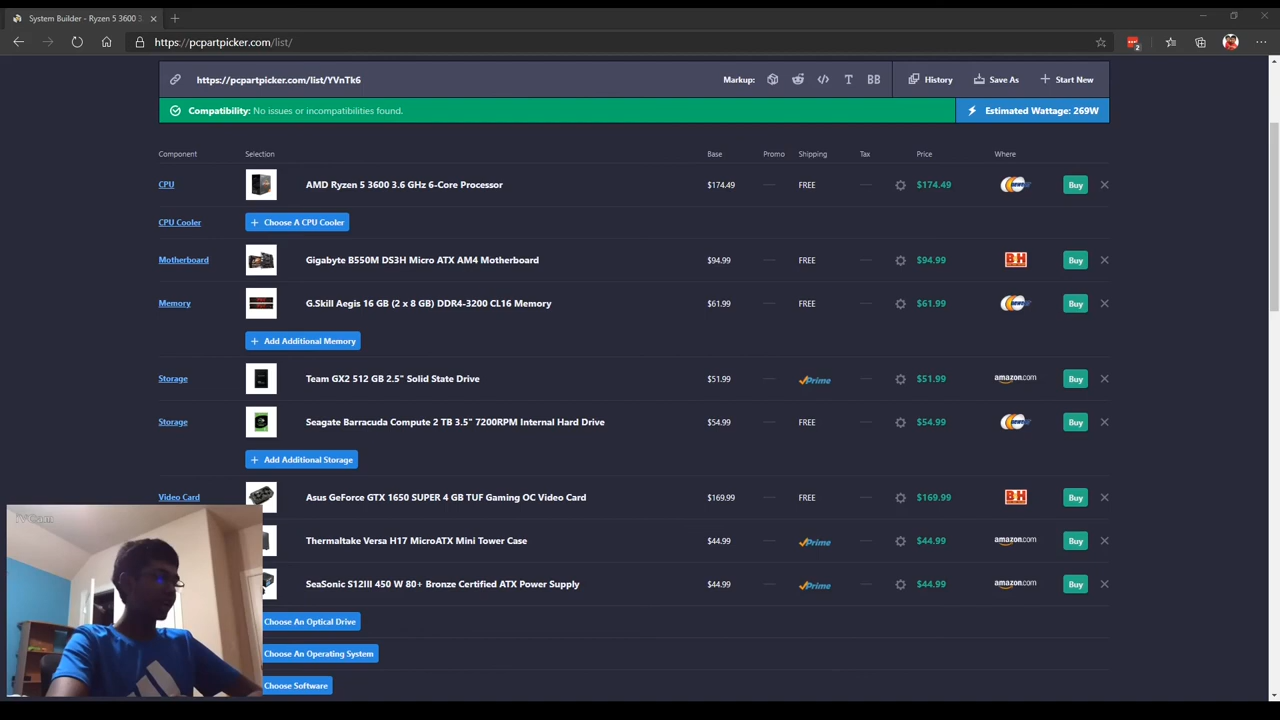 System Builder - Ryzen 5 3600 3.
https://pcpartpicker.com/list/
2
https://pcpartpicker.com/list/YVnTk6
Markup:
BB
History
Save As
Start New
Compatibility: No issues or incompatibilities found.
Estimated Wattage: 269W
Component Selection Base Promo Shipping Tax Price Where
CPU AMD Ryzen 5 3600 3.6 GHz 6-Core Processor $174.49 — FREE — $174.49 newegg Buy
CPU Cooler + Choose A CPU Cooler
Motherboard Gigabyte B550M DS3H Micro ATX AM4 Motherboard $94.99 — FREE — $94.99 B&H Buy
Memory G.Skill Aegis 16 GB (2 x 8 GB) DDR4-3200 CL16 Memory $61.99 — FREE — $61.99 newegg Buy
+ Add Additional Memory
Storage Team GX2 512 GB 2.5" Solid State Drive $51.99 — Prime — $51.99 amazon.com Buy
Storage Seagate Barracuda Compute 2 TB 3.5" 7200RPM Internal Hard Drive $54.99 — FREE — $54.99 newegg Buy
+ Add Additional Storage
Video Card Asus GeForce GTX 1650 SUPER 4 GB TUF Gaming OC Video Card $169.99 — FREE — $169.99 B&H Buy
iVCam
Thermaltake Versa H17 MicroATX Mini Tower Case $44.99 — Prime — $44.99 amazon.com Buy
SeaSonic S12III 450 W 80+ Bronze Certified ATX Power Supply $44.99 — Prime — $44.99 amazon.com Buy
Choose An Optical Drive
Choose An Operating System
Choose Software